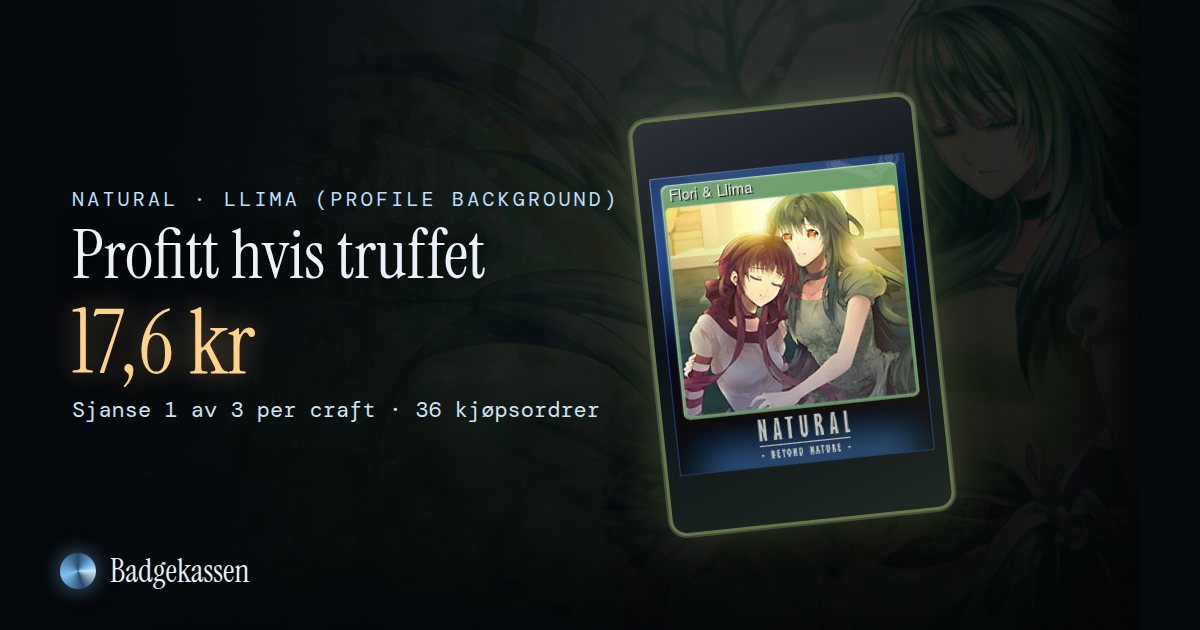 NATURAL · LLIMA (PROFILE BACKGROUND)
Profitt hvis truffet
17,6 kr
Sjanse 1 av 3 per craft · 36 kjøpsordrer
Flori & Llima
NATURAL
- BEYOND NATURE -
Badgekassen